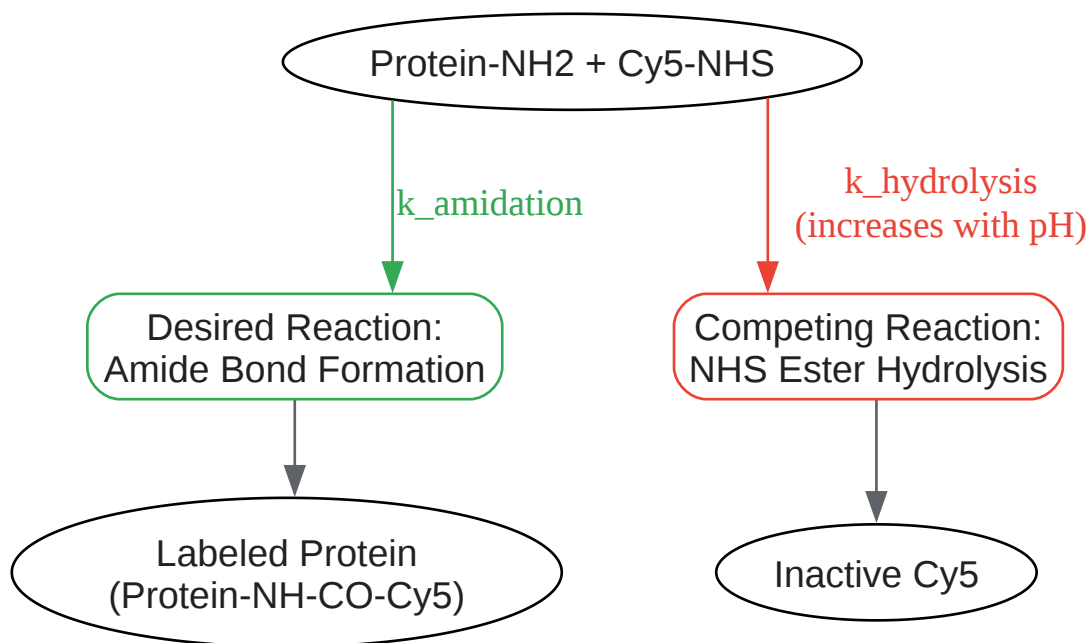 Protein-NH2 + Cy5-NHS
k_amidation
k_hydrolysis
(increases with pH)
Desired Reaction:
Amide Bond Formation
Competing Reaction:
NHS Ester Hydrolysis
Labeled Protein
(Protein-NH-CO-Cy5)
Inactive Cy5